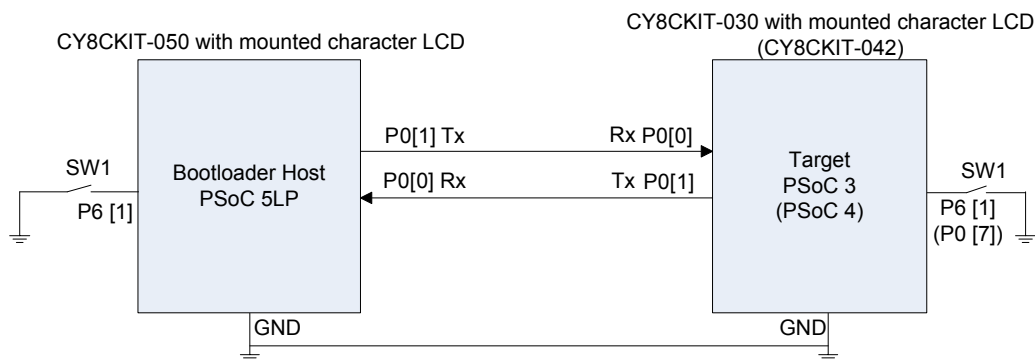 CY8CKIT-050 with mounted character LCD
CY8CKIT-030 with mounted character LCD
(CY8CKIT-042)
SW1
P6 [1]
Bootloader Host
PSoC 5LP
P0[1] Tx
Rx P0[0]
P0[0] Rx
Tx P0[1]
Target
PSoC 3
(PSoC 4)
SW1
P6 [1]
(P0 [7])
GND
GND